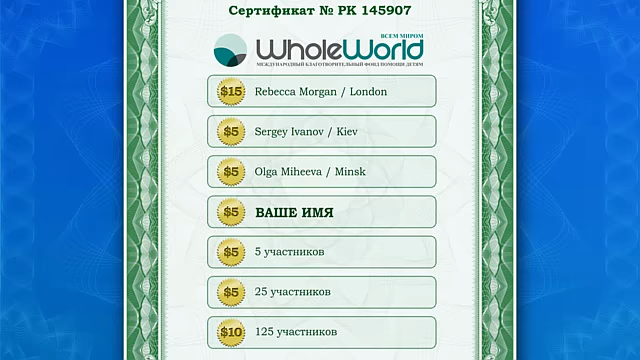 Сертификат № РК 145907
ВСЕМ МИРОМ
WholeWorld
МЕЖДУНАРОДНЫЙ БЛАГОТВОРИТЕЛЬНЫЙ ФОНД ПОМОЩИ ДЕТЯМ
$15 Rebecca Morgan / London
$5 Sergey Ivanov / Kiev
$5 Olga Miheeva / Minsk
$5 ВАШЕ ИМЯ
$5 5 участников
$5 25 участников
$10 125 участников